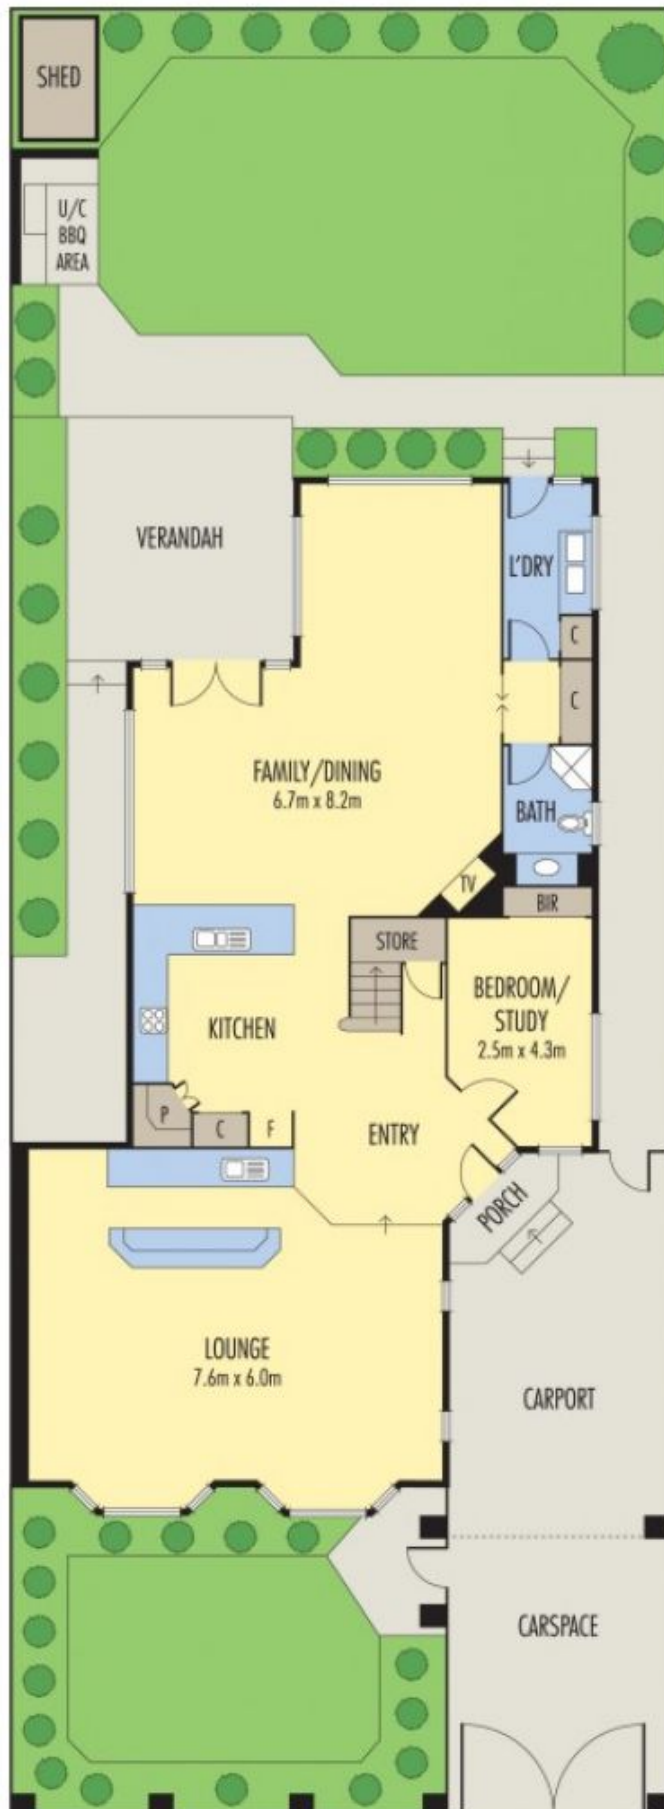 SHED
U/C
BBQ
AREA
VERANDAH
L'DRY
C
C
FAMILY/DINING
6.7m x 8.2m
BATH
TV
BIR
STORE
BEDROOM/
STUDY
2.5m x 4.3m
KITCHEN
P
C
F
ENTRY
PORCH
LOUNGE
7.6m x 6.0m
CARPORT
CARSPACE